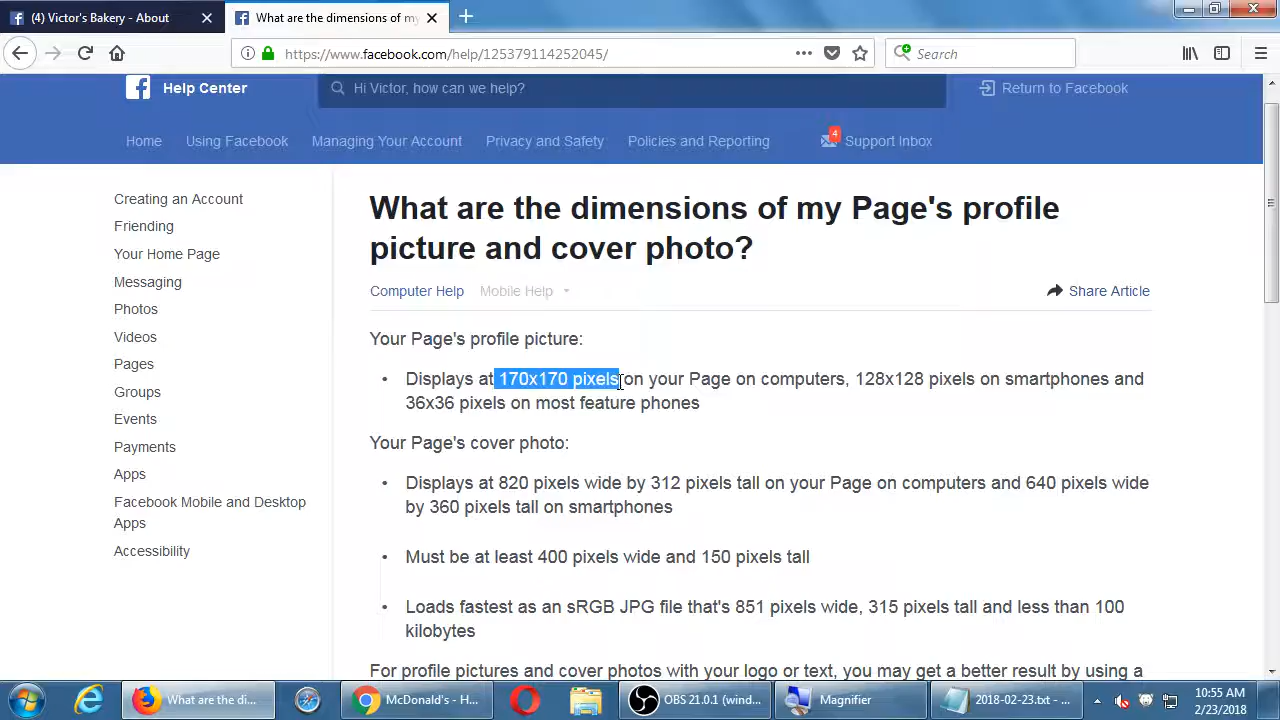 (4) Victor's Bakery - About
What are the dimensions of my
https://www.facebook.com/help/125379114252045/
Search
Help Center
Hi Victor, how can we help?
Return to Facebook
Home
Using Facebook
Managing Your Account
Privacy and Safety
Policies and Reporting
4
Support Inbox
Creating an Account
Friending
Your Home Page
Messaging
Photos
Videos
Pages
Groups
Events
Payments
Apps
Facebook Mobile and Desktop
Apps
Accessibility
What are the dimensions of my Page's profile
picture and cover photo?
Computer Help
Mobile Help
Share Article
Your Page's profile picture:
• Displays at 170x170 pixels on your Page on computers, 128x128 pixels on smartphones and
36x36 pixels on most feature phones
Your Page's cover photo:
• Displays at 820 pixels wide by 312 pixels tall on your Page on computers and 640 pixels wide
by 360 pixels tall on smartphones
• Must be at least 400 pixels wide and 150 pixels tall
• Loads fastest as an sRGB JPG file that's 851 pixels wide, 315 pixels tall and less than 100
kilobytes
For profile pictures and cover photos with your logo or text, you may get a better result by using a
What are the di...
McDonald's - H...
OBS 21.0.1 (wind...
Magnifier
2018-02-23.txt - ...
10:55 AM
2/23/2018